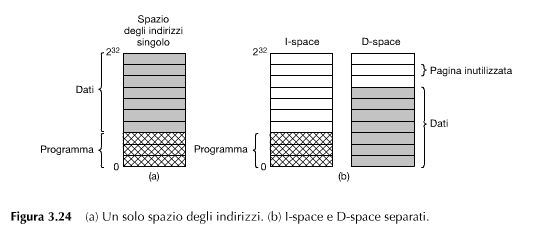 Spazio
degli indirizzi
singolo
2^32
Dati
Programma
0
(a)
I-space
D-space
2^32
Pagina inutilizzata
Dati
Programma
0
(b)
Figura 3.24 (a) Un solo spazio degli indirizzi. (b) I-space e D-space separati.